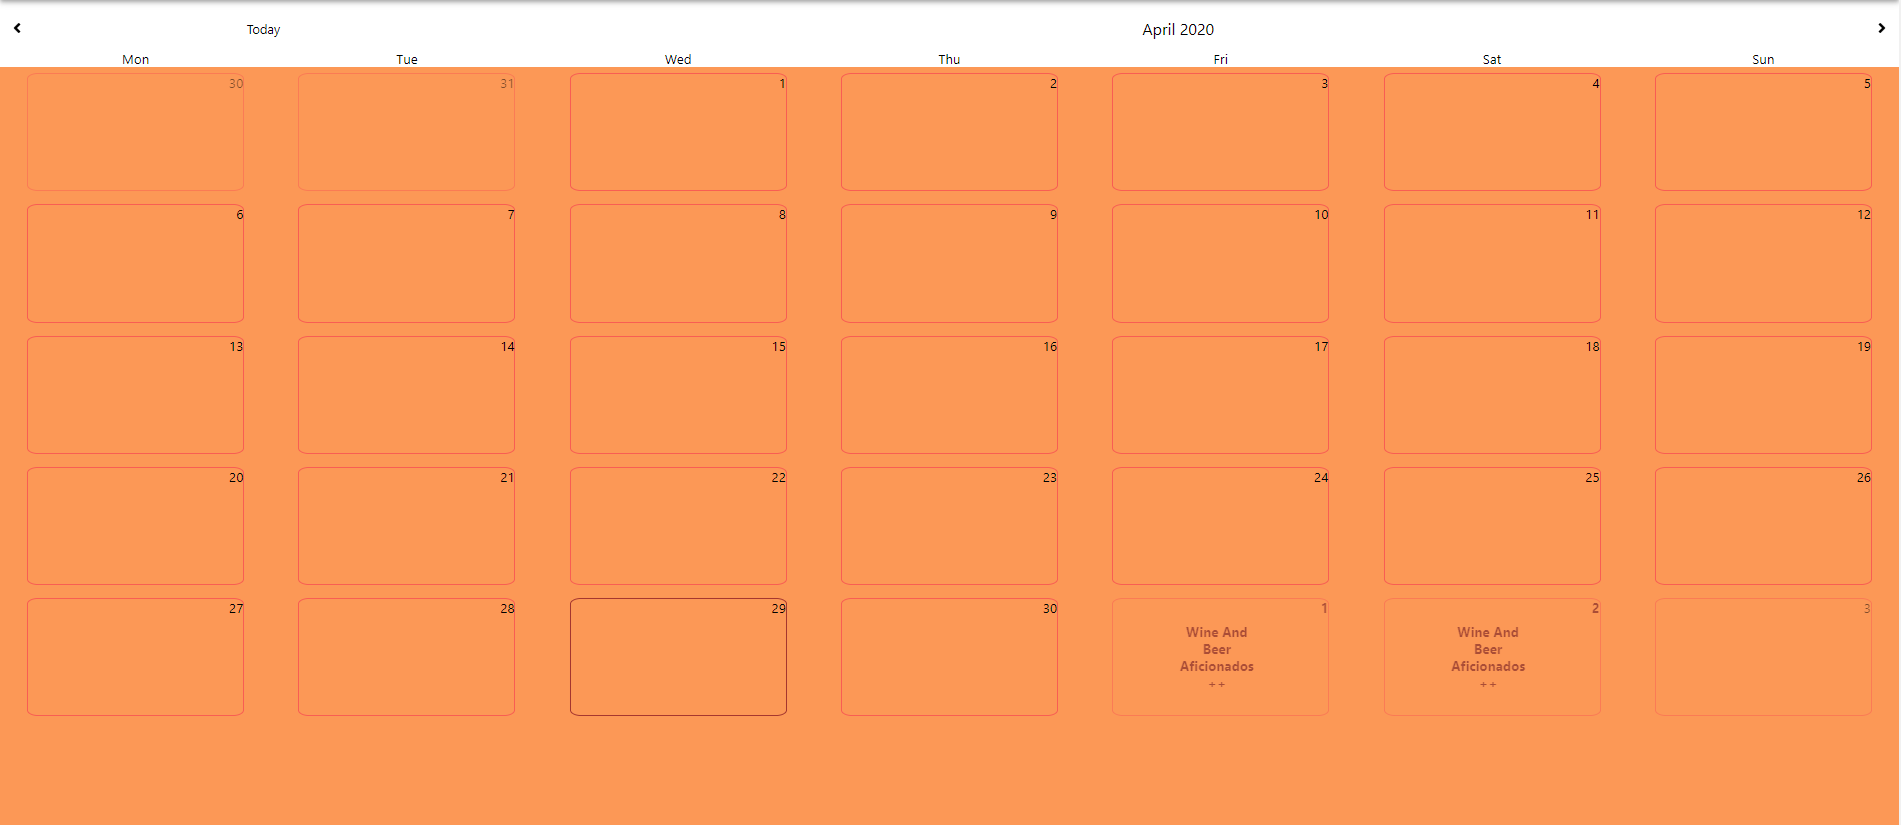 Today April 2020
Mon Tue Wed Thu Fri Sat Sun
30 31 1 2 3 4 5
6 7 8 9 10 11 12
13 14 15 16 17 18 19
20 21 22 23 24 25 26
27 28 29 30 1 2 3
Wine And
Beer
Aficionados
++
Wine And
Beer
Aficionados
++